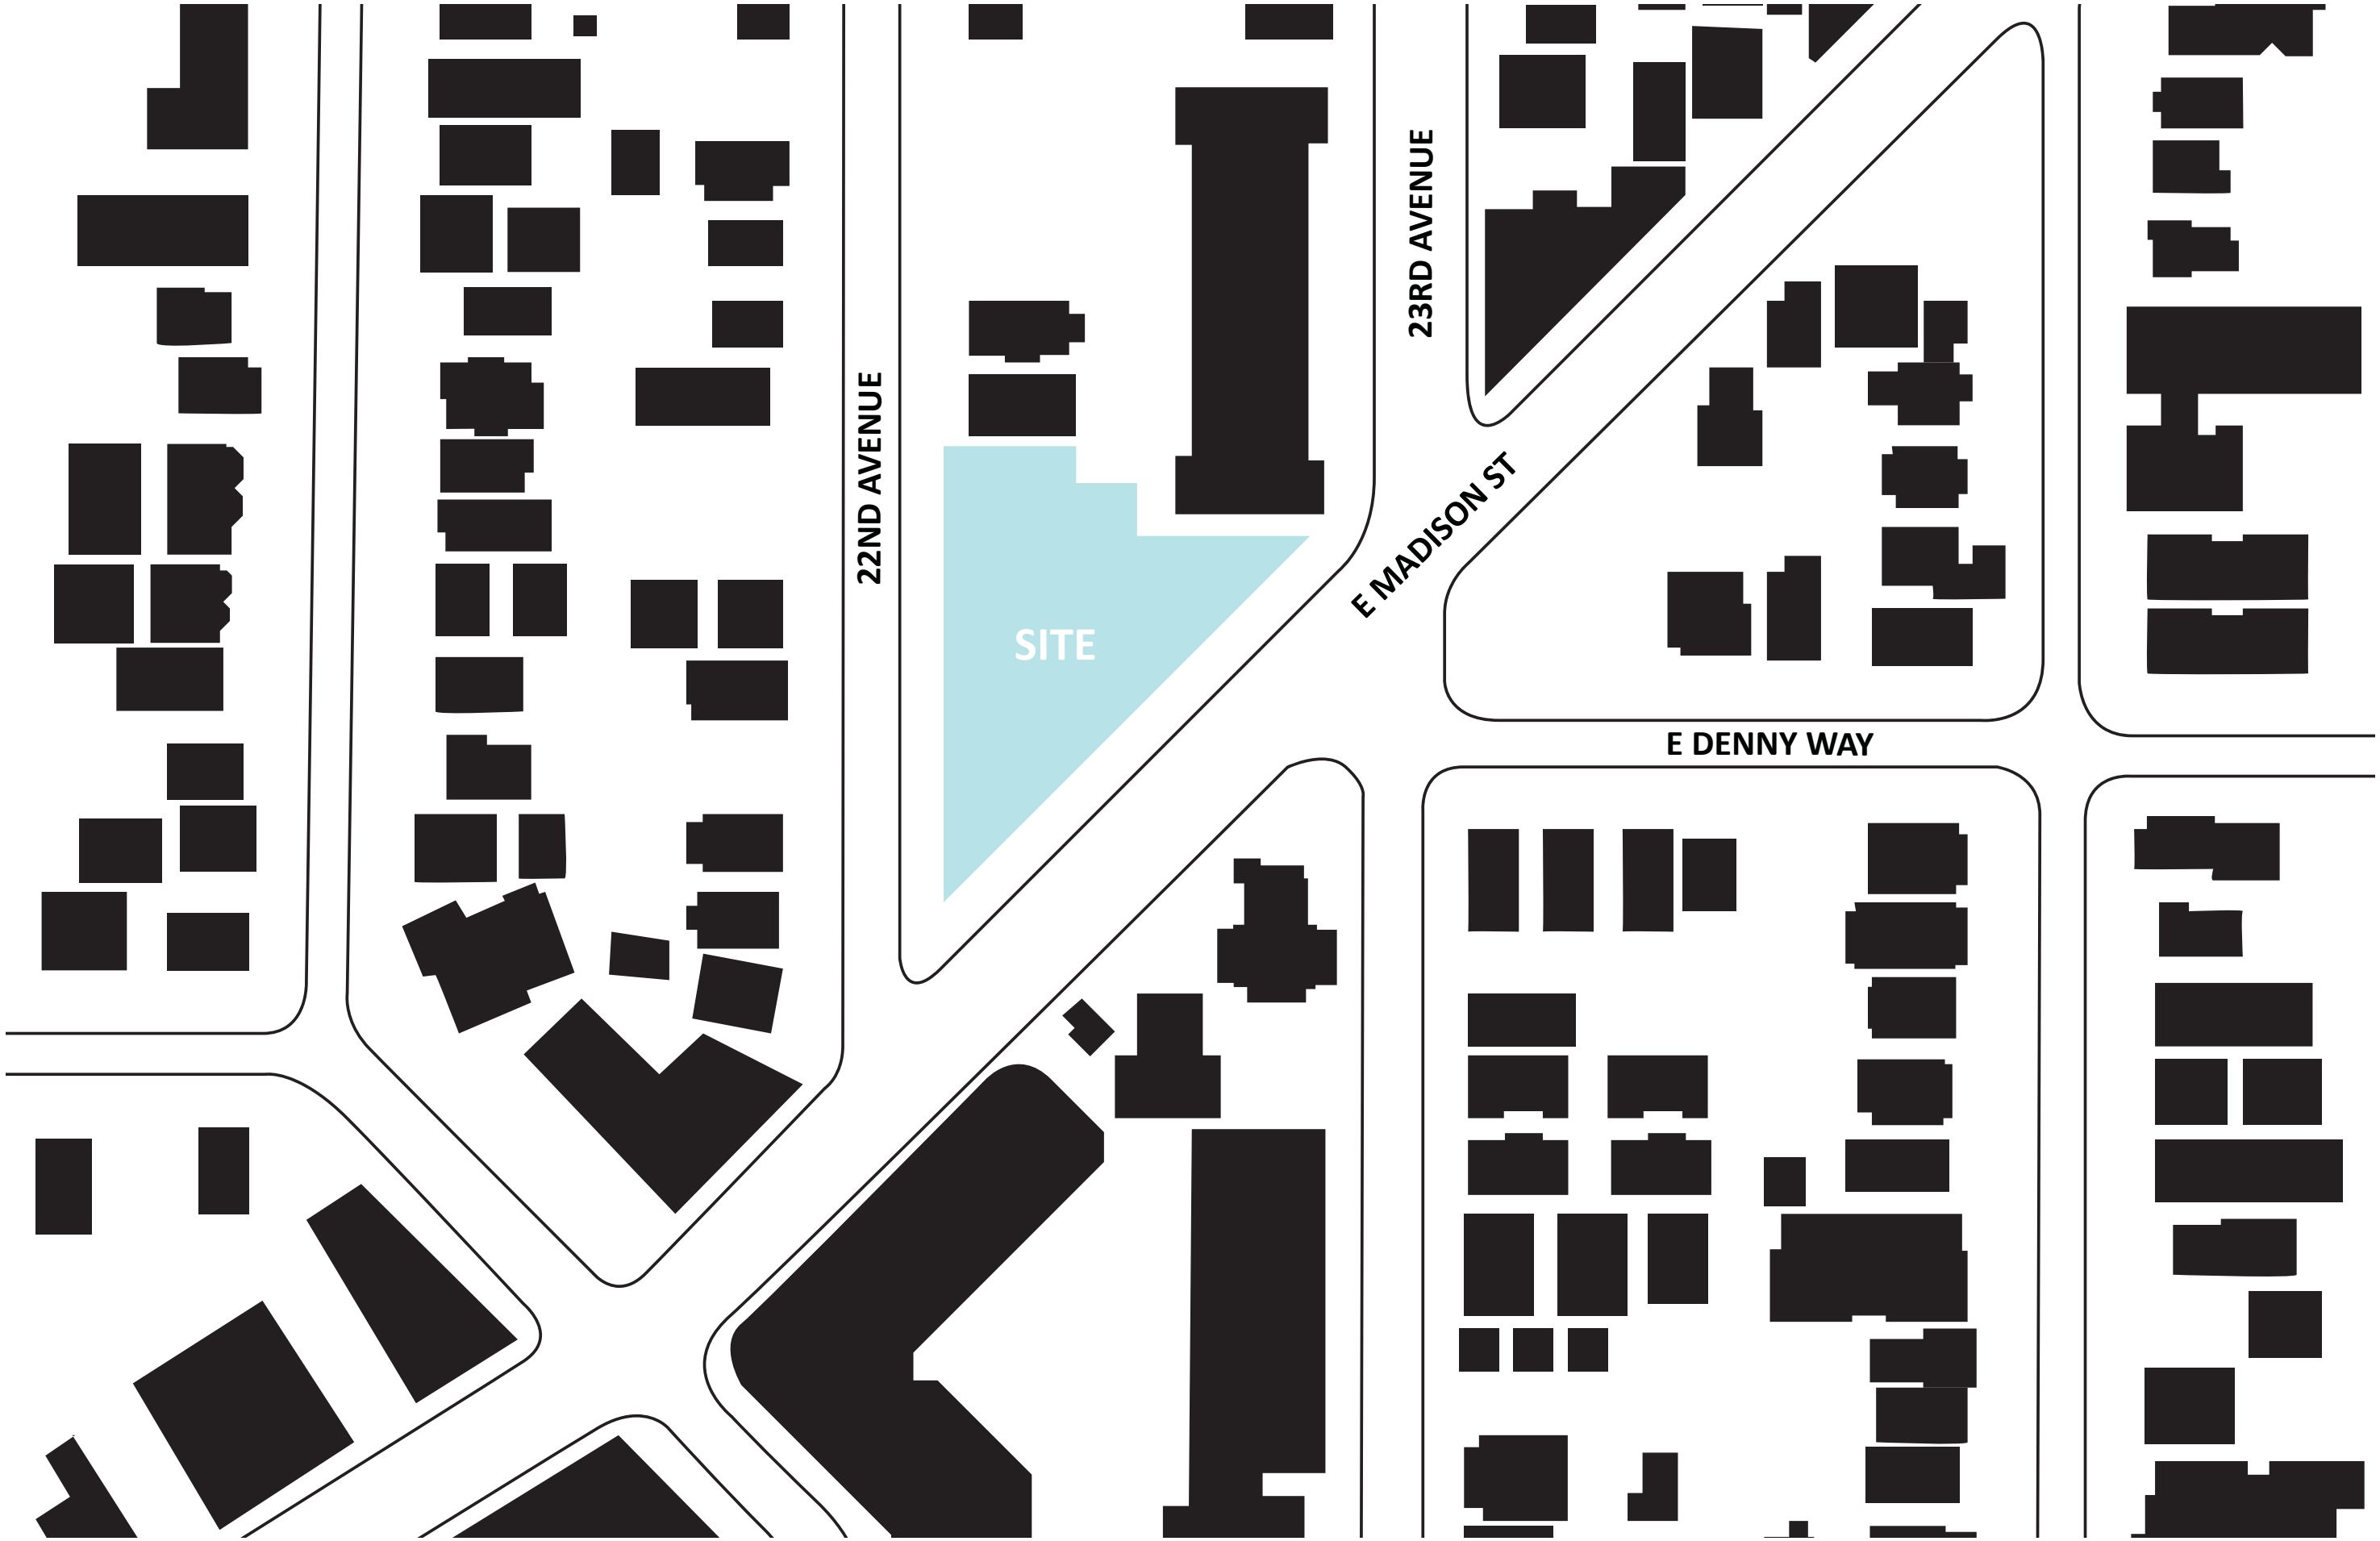 23RD AVENUE
22ND AVENUE
E MADISON ST
SITE
E DENNY WAY